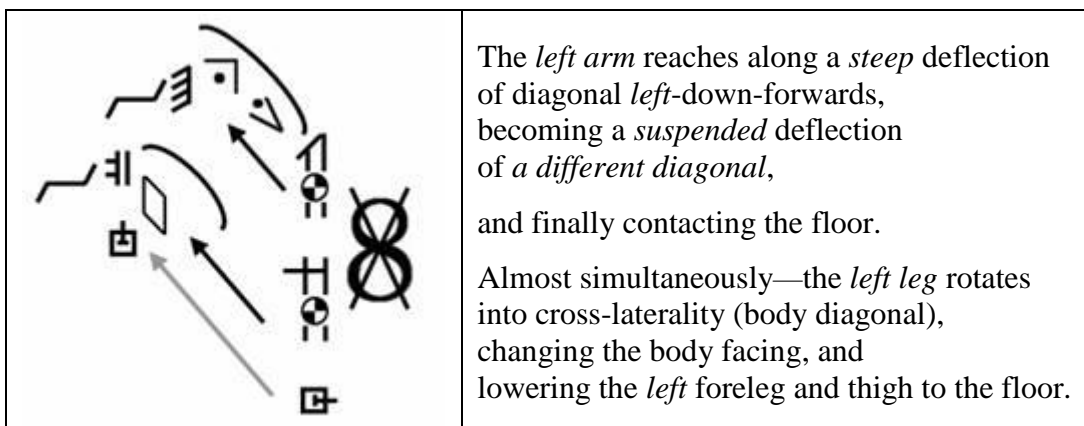 The left arm reaches along a steep deflection
of diagonal left-down-forwards,
becoming a suspended deflection
of a different diagonal,
and finally contacting the floor.
Almost simultaneously—the left leg rotates
into cross-laterality (body diagonal),
changing the body facing, and
lowering the left foreleg and thigh to the floor.